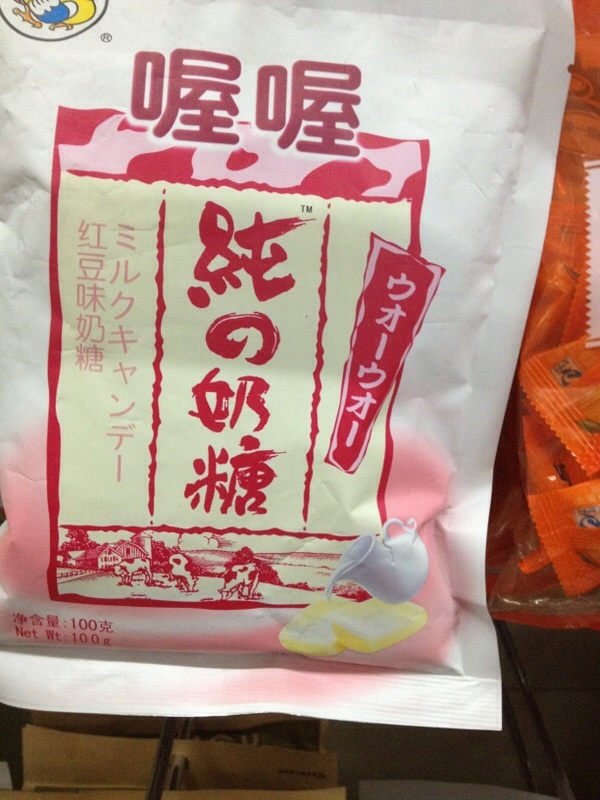 ®
喔喔
TM
純の奶糖
ウオーウオー
ミルクキャンデー
红豆味奶糖
净含量:100克
Net Wt:100g